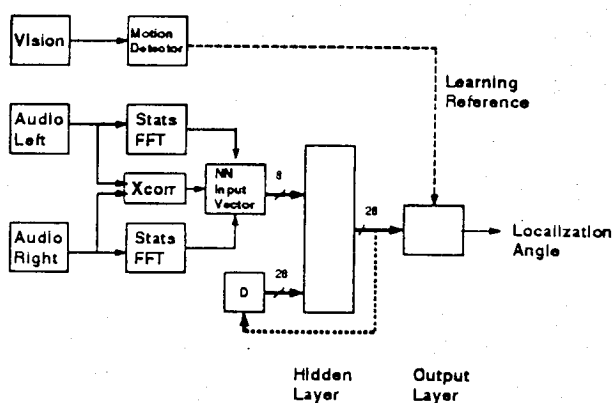 Vision
Motion
Detector
Learning
Reference
Audio
Left
Stats
FFT
Xcorr
NN
Input
Vector
8
28
Localization
Angle
Audio
Right
Stats
FFT
D
28
Hidden
Layer
Output
Layer